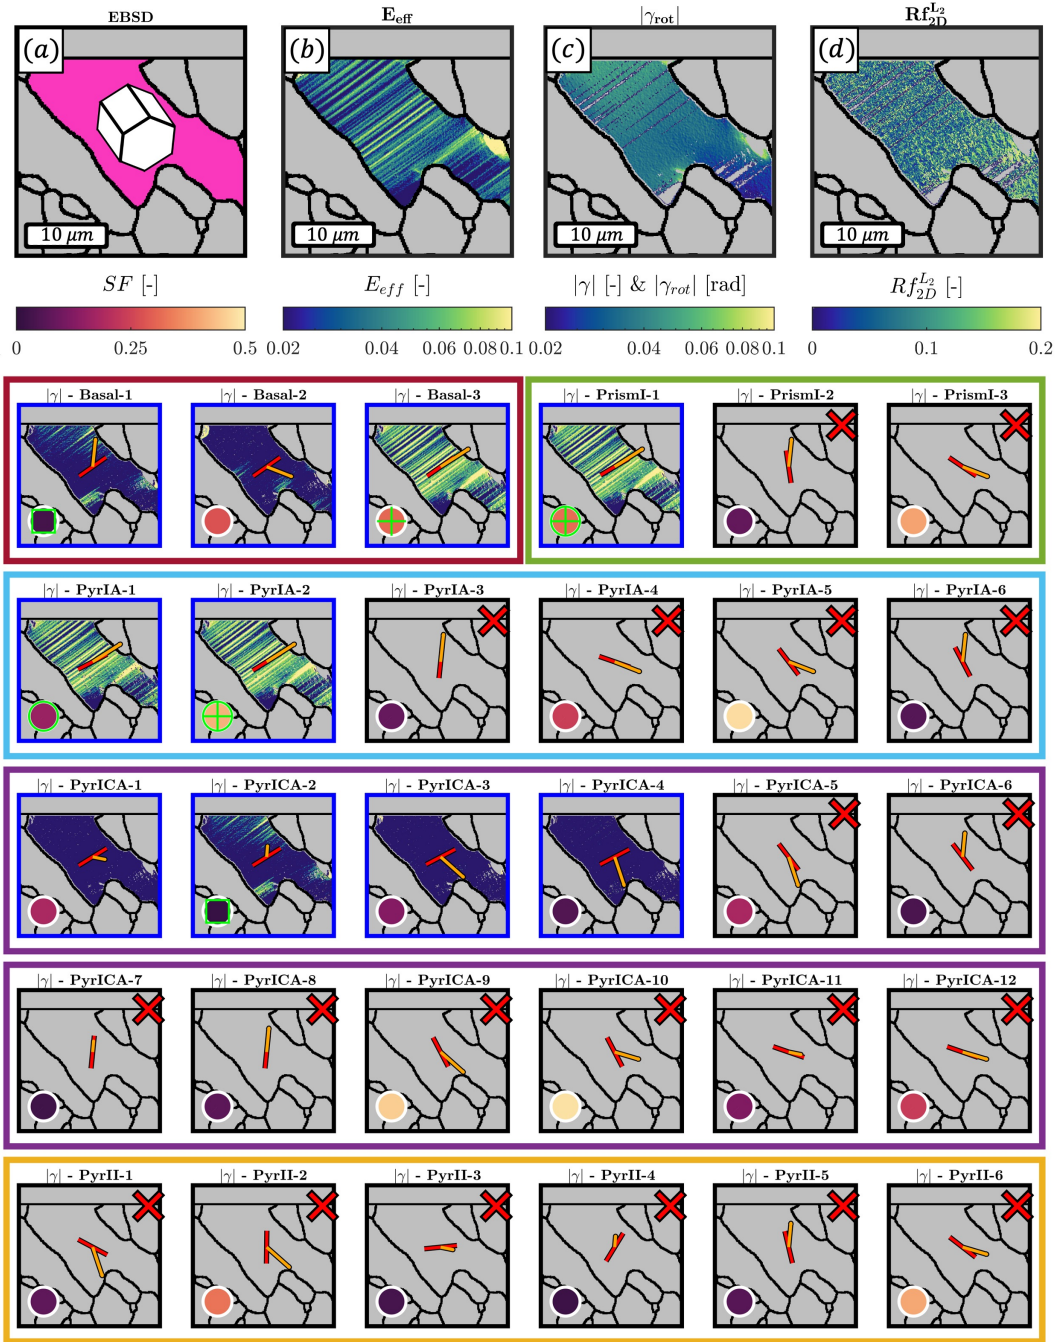 EBSD
E_eff
|γ_rot|
Rf_2D^L₂
(a)
(b)
(c)
(d)
10 μm
10 μm
10 μm
10 μm
SF [-]
E_eff [-]
|γ| [-] & |γ_rot| [rad]
Rf_2D^L₂ [-]
0 0.25 0.5
0.02 0.04 0.06 0.08 0.1
0.02 0.04 0.06 0.08 0.1
0 0.1 0.2
|γ| - Basal-1
|γ| - Basal-2
|γ| - Basal-3
|γ| - PrismI-1
|γ| - PrismI-2
|γ| - PrismI-3
|γ| - PyrIA-1
|γ| - PyrIA-2
|γ| - PyrIA-3
|γ| - PyrIA-4
|γ| - PyrIA-5
|γ| - PyrIA-6
|γ| - PyrICA-1
|γ| - PyrICA-2
|γ| - PyrICA-3
|γ| - PyrICA-4
|γ| - PyrICA-5
|γ| - PyrICA-6
|γ| - PyrICA-7
|γ| - PyrICA-8
|γ| - PyrICA-9
|γ| - PyrICA-10
|γ| - PyrICA-11
|γ| - PyrICA-12
|γ| - PyrII-1
|γ| - PyrII-2
|γ| - PyrII-3
|γ| - PyrII-4
|γ| - PyrII-5
|γ| - PyrII-6